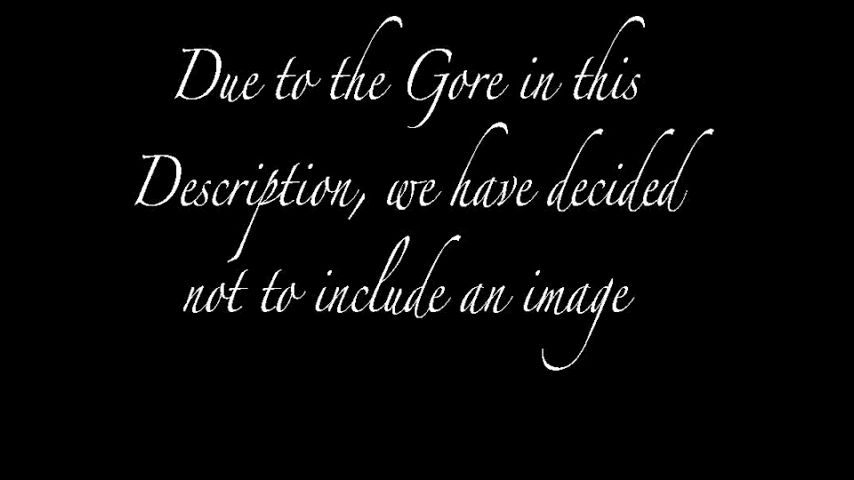 Due to the Gore in this
Description, we have decided
not to include an image